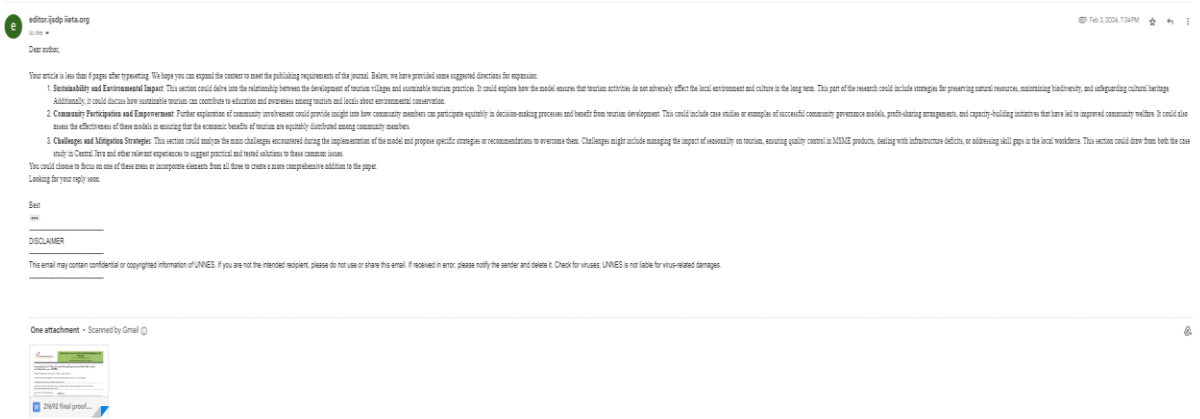 e
editor.ijsdp iieta.org
to me
Feb 3, 2024, 7:34 PM
Dear author,
Your article is less than 6 pages after typesetting. We hope you can expand the content to meet the publishing requirements of the journal. Below, we have provided some suggested directions for expansion:
1. Sustainability and Environmental Impact: This section could delve into the relationship between the development of tourism villages and sustainable tourism practices. It could explore how the model ensures that tourism activities do not adversely affect the local environment and culture in the long term. This part of the research could include strategies for preserving natural resources, maintaining biodiversity, and safeguarding cultural heritage.
Additionally, it could discuss how sustainable tourism can contribute to education and awareness among tourists and locals about environmental conservation.
2. Community Participation and Empowerment: Further exploration of community involvement could provide insight into how community members can participate equitably in decision-making processes and benefit from tourism development. This could include case studies or examples of successful community governance models, profit-sharing arrangements, and capacity-building initiatives that have led to improved community welfare. It could also
assess the effectiveness of these models in ensuring that the economic benefits of tourism are equitably distributed among community members.
3. Challenges and Mitigation Strategies: This section could analyze the main challenges encountered during the implementation of the model and propose specific strategies or recommendations to overcome them. Challenges might include managing the impact of seasonality on tourism, ensuring quality control in MSME products, dealing with infrastructure deficits, or addressing skill gaps in the local workforce. This section could draw from both the case
study in Central Java and other relevant experiences to suggest practical and tested solutions to these common issues.
You could choose to focus on one of these areas or incorporate elements from all three to create a more comprehensive addition to the paper.
Looking for your reply soon.
Best
DISCLAIMER
This email may contain confidential or copyrighted information of UNNES. If you are not the intended recipient, please do not use or share this email. If received in error, please notify the sender and delete it. Check for viruses; UNNES is not liable for virus-related damages.
One attachment • Scanned by Gmail
W 21692 final proof....